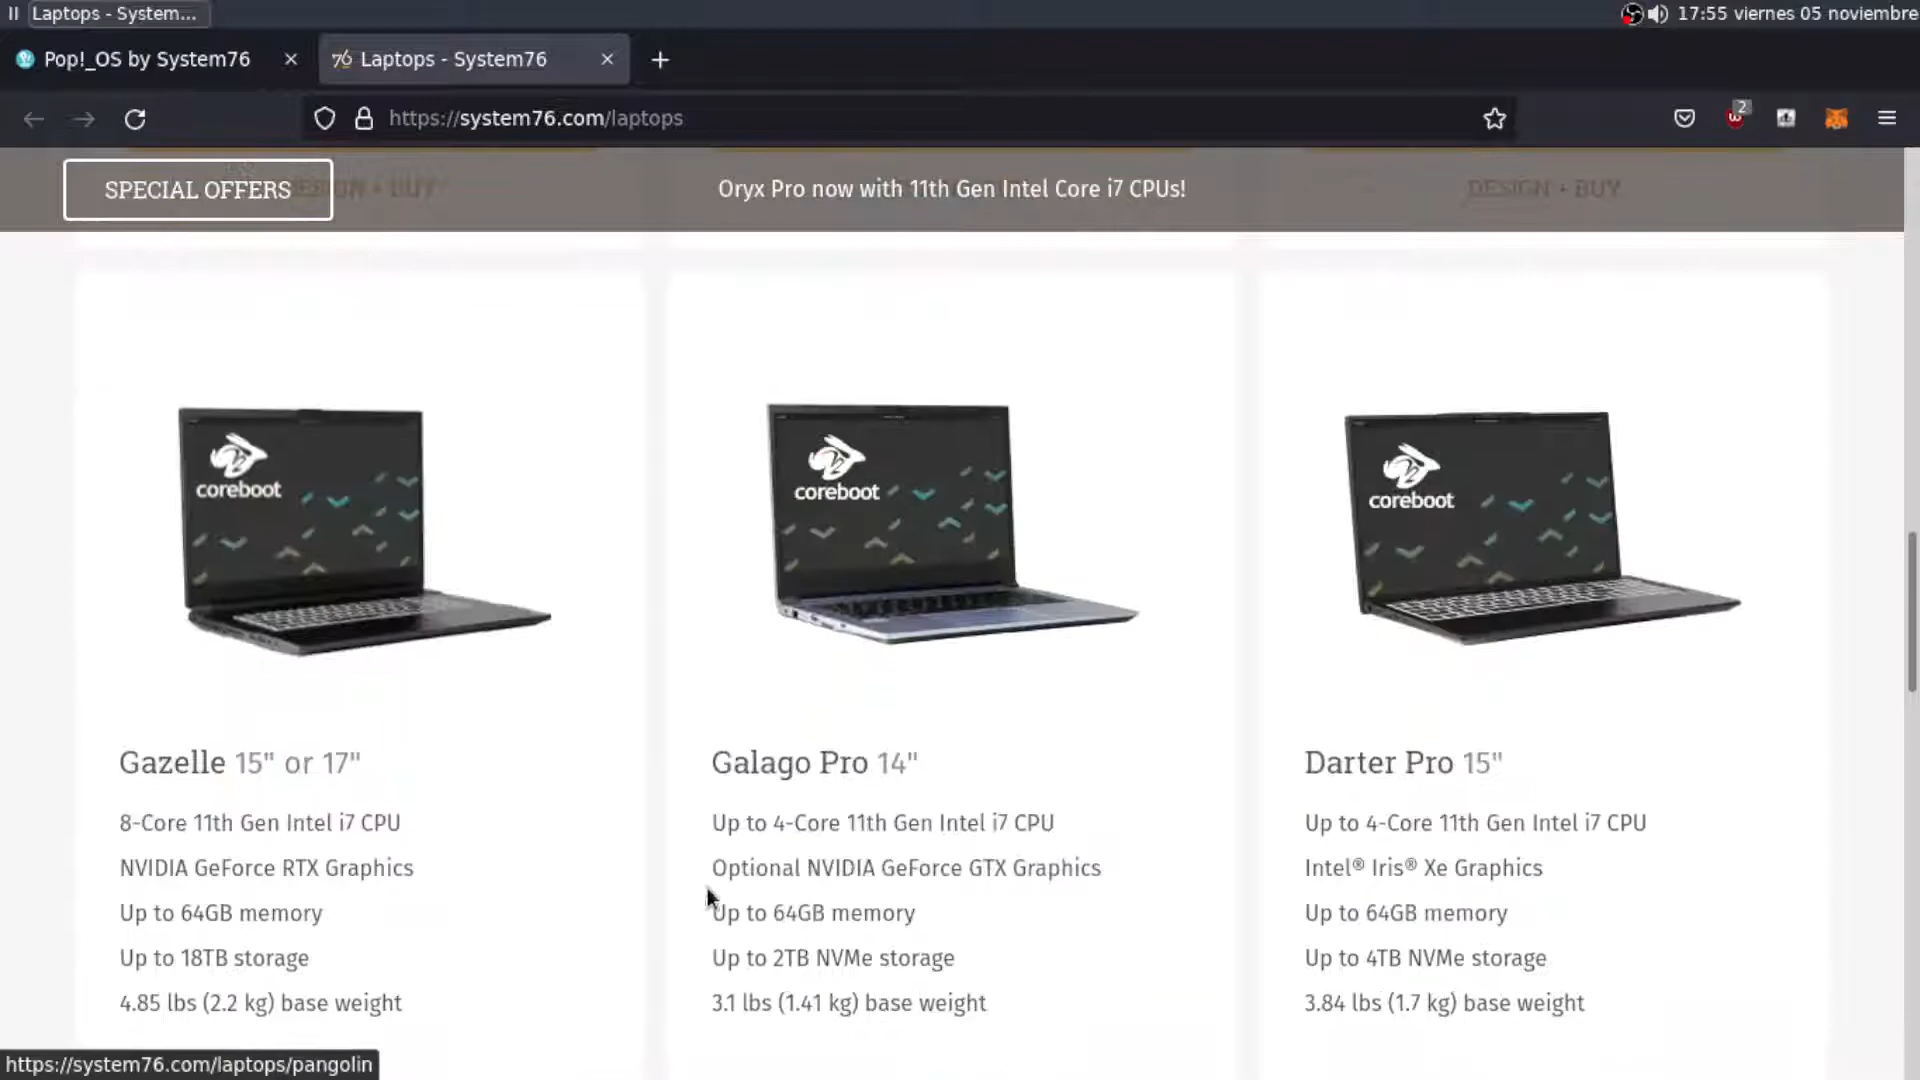 Laptops - System...
17:55 viernes 05 noviembre
Pop!_OS by System76
76 Laptops - System76
https://system76.com/laptops
2
SPECIAL OFFERS
DESIGN + BUY
Oryx Pro now with 11th Gen Intel Core i7 CPUs!
DESIGN + BUY
coreboot
coreboot
coreboot
Gazelle 15" or 17"
8-Core 11th Gen Intel i7 CPU
NVIDIA GeForce RTX Graphics
Up to 64GB memory
Up to 18TB storage
4.85 lbs (2.2 kg) base weight
Galago Pro 14"
Up to 4-Core 11th Gen Intel i7 CPU
Optional NVIDIA GeForce GTX Graphics
Up to 64GB memory
Up to 2TB NVMe storage
3.1 lbs (1.41 kg) base weight
Darter Pro 15"
Up to 4-Core 11th Gen Intel i7 CPU
Intel® Iris® Xe Graphics
Up to 64GB memory
Up to 4TB NVMe storage
3.84 lbs (1.7 kg) base weight
https://system76.com/laptops/pangolin